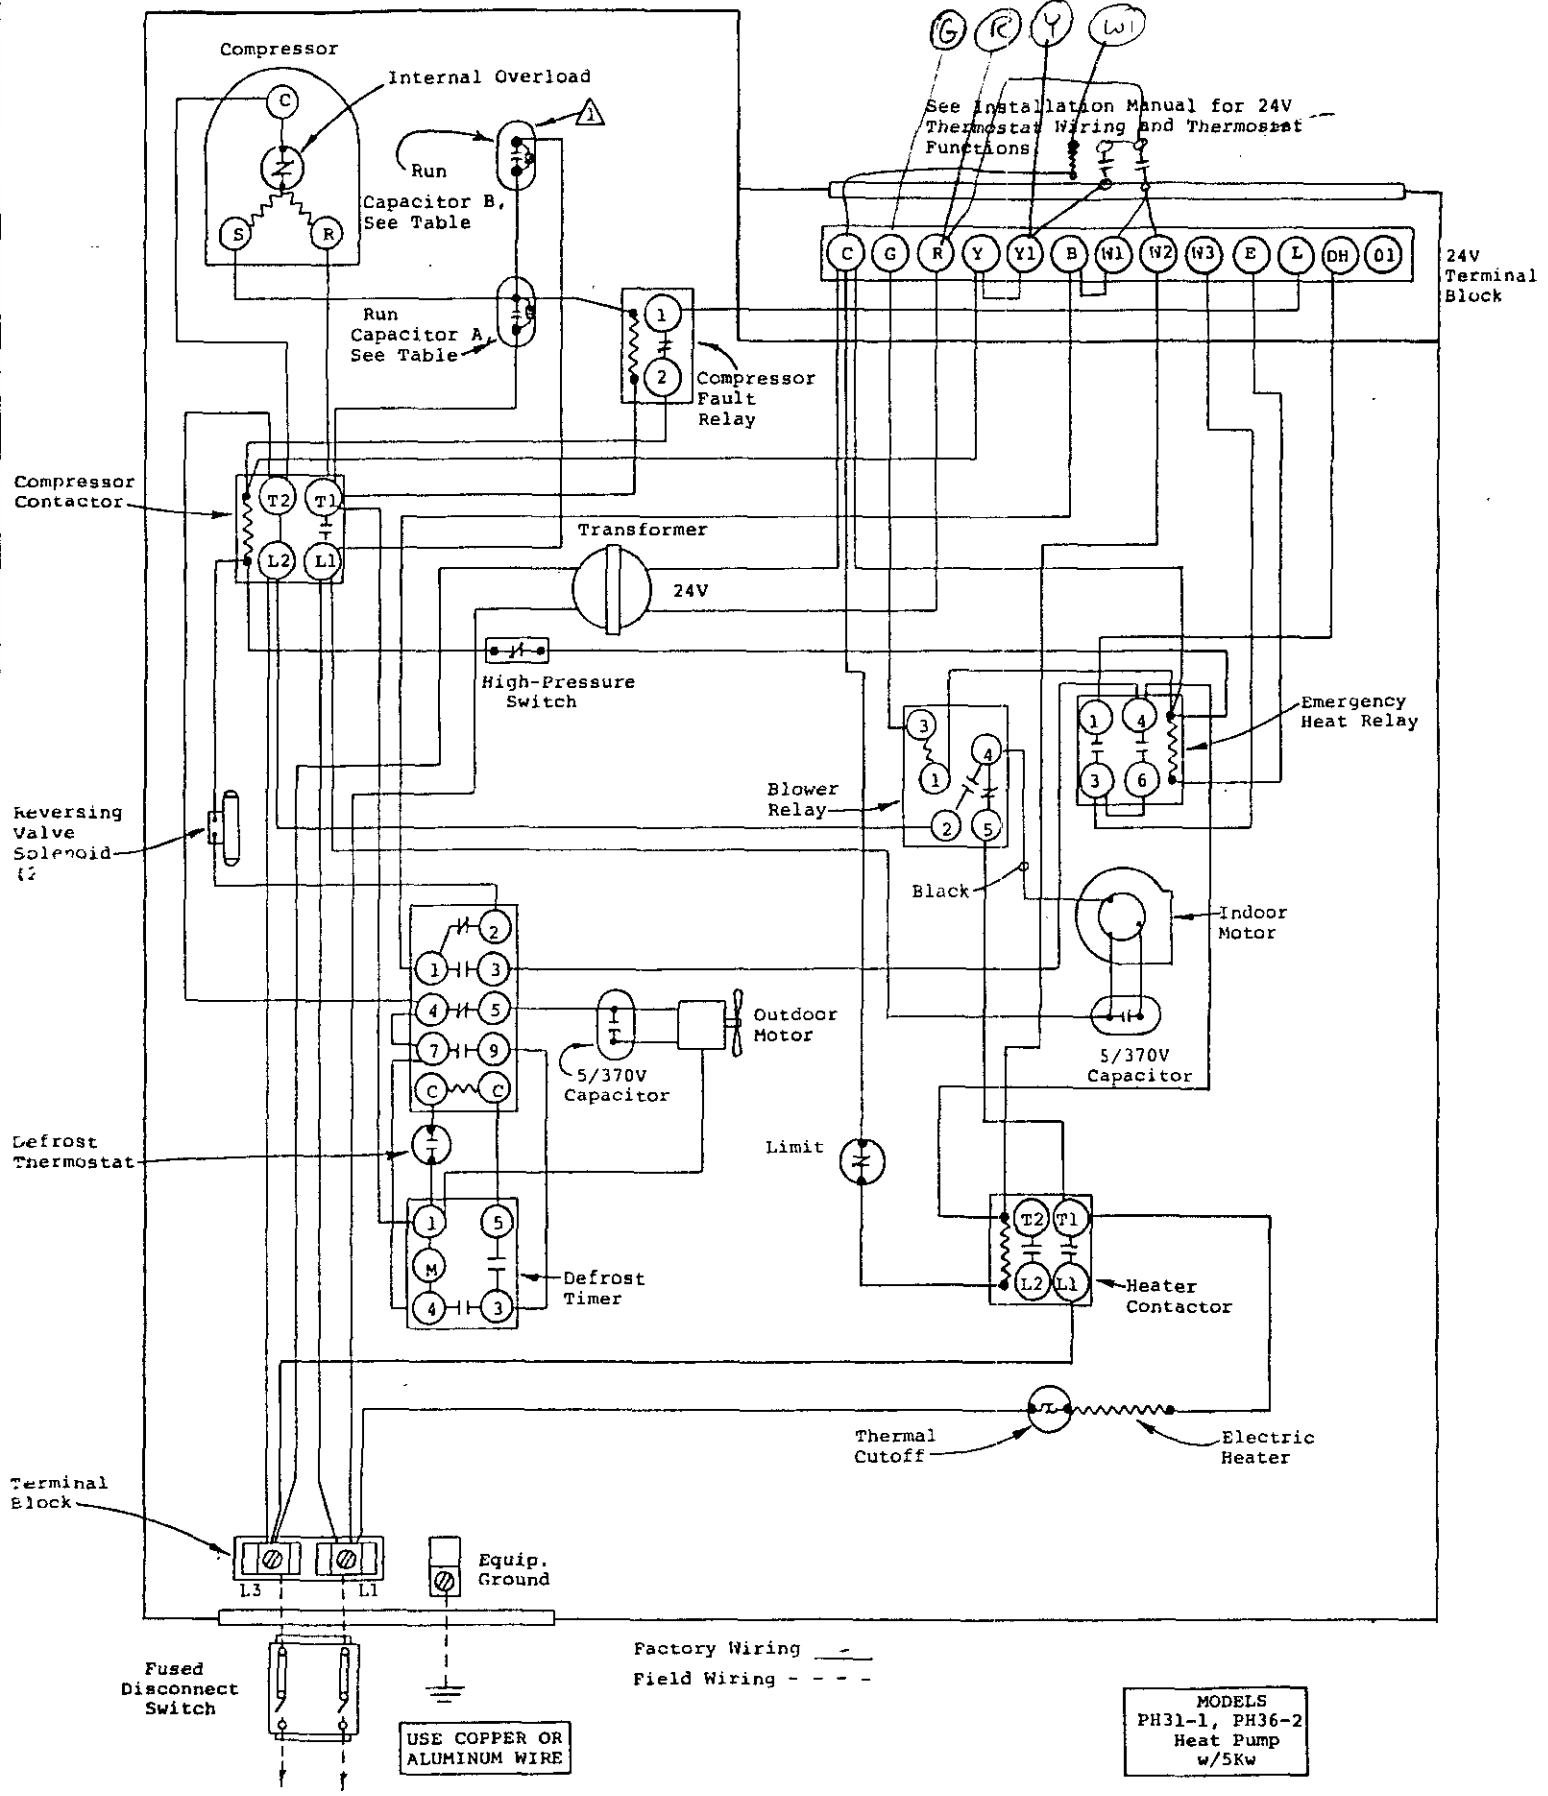 G R Y W1
Compressor
Internal Overload
C
S
R
1
Run
Capacitor B,
See Table
Run
Capacitor A,
See Table
See Installation Manual for 24V
Thermostat Wiring and Thermostat
Functions
C G R Y Y1 B W1 W2 W3 E L DH O1
24V
Terminal
Block
1
2
Compressor
Fault
Relay
Compressor
Contactor
T2 T1
L2 L1
Transformer
24V
High-Pressure
Switch
Emergency
Heat Relay
1 4
3 6
Blower
Relay
3
4
1
2 5
Reversing
Valve
Solenoid
Black
Indoor
Motor
2
1 3
4 5
7 9
C C
Outdoor
Motor
5/370V
Capacitor
5/370V
Capacitor
Defrost
Thermostat
Limit
1 5
M
4 3
Defrost
Timer
T2 T1
L2 L1
Heater
Contactor
Thermal
Cutoff
Electric
Heater
Terminal
Block
L3 L1
Equip.
Ground
Factory Wiring
Field Wiring - - - -
Fused
Disconnect
Switch
USE COPPER OR
ALUMINUM WIRE
MODELS
PH31-1, PH36-2
Heat Pump
w/5Kw